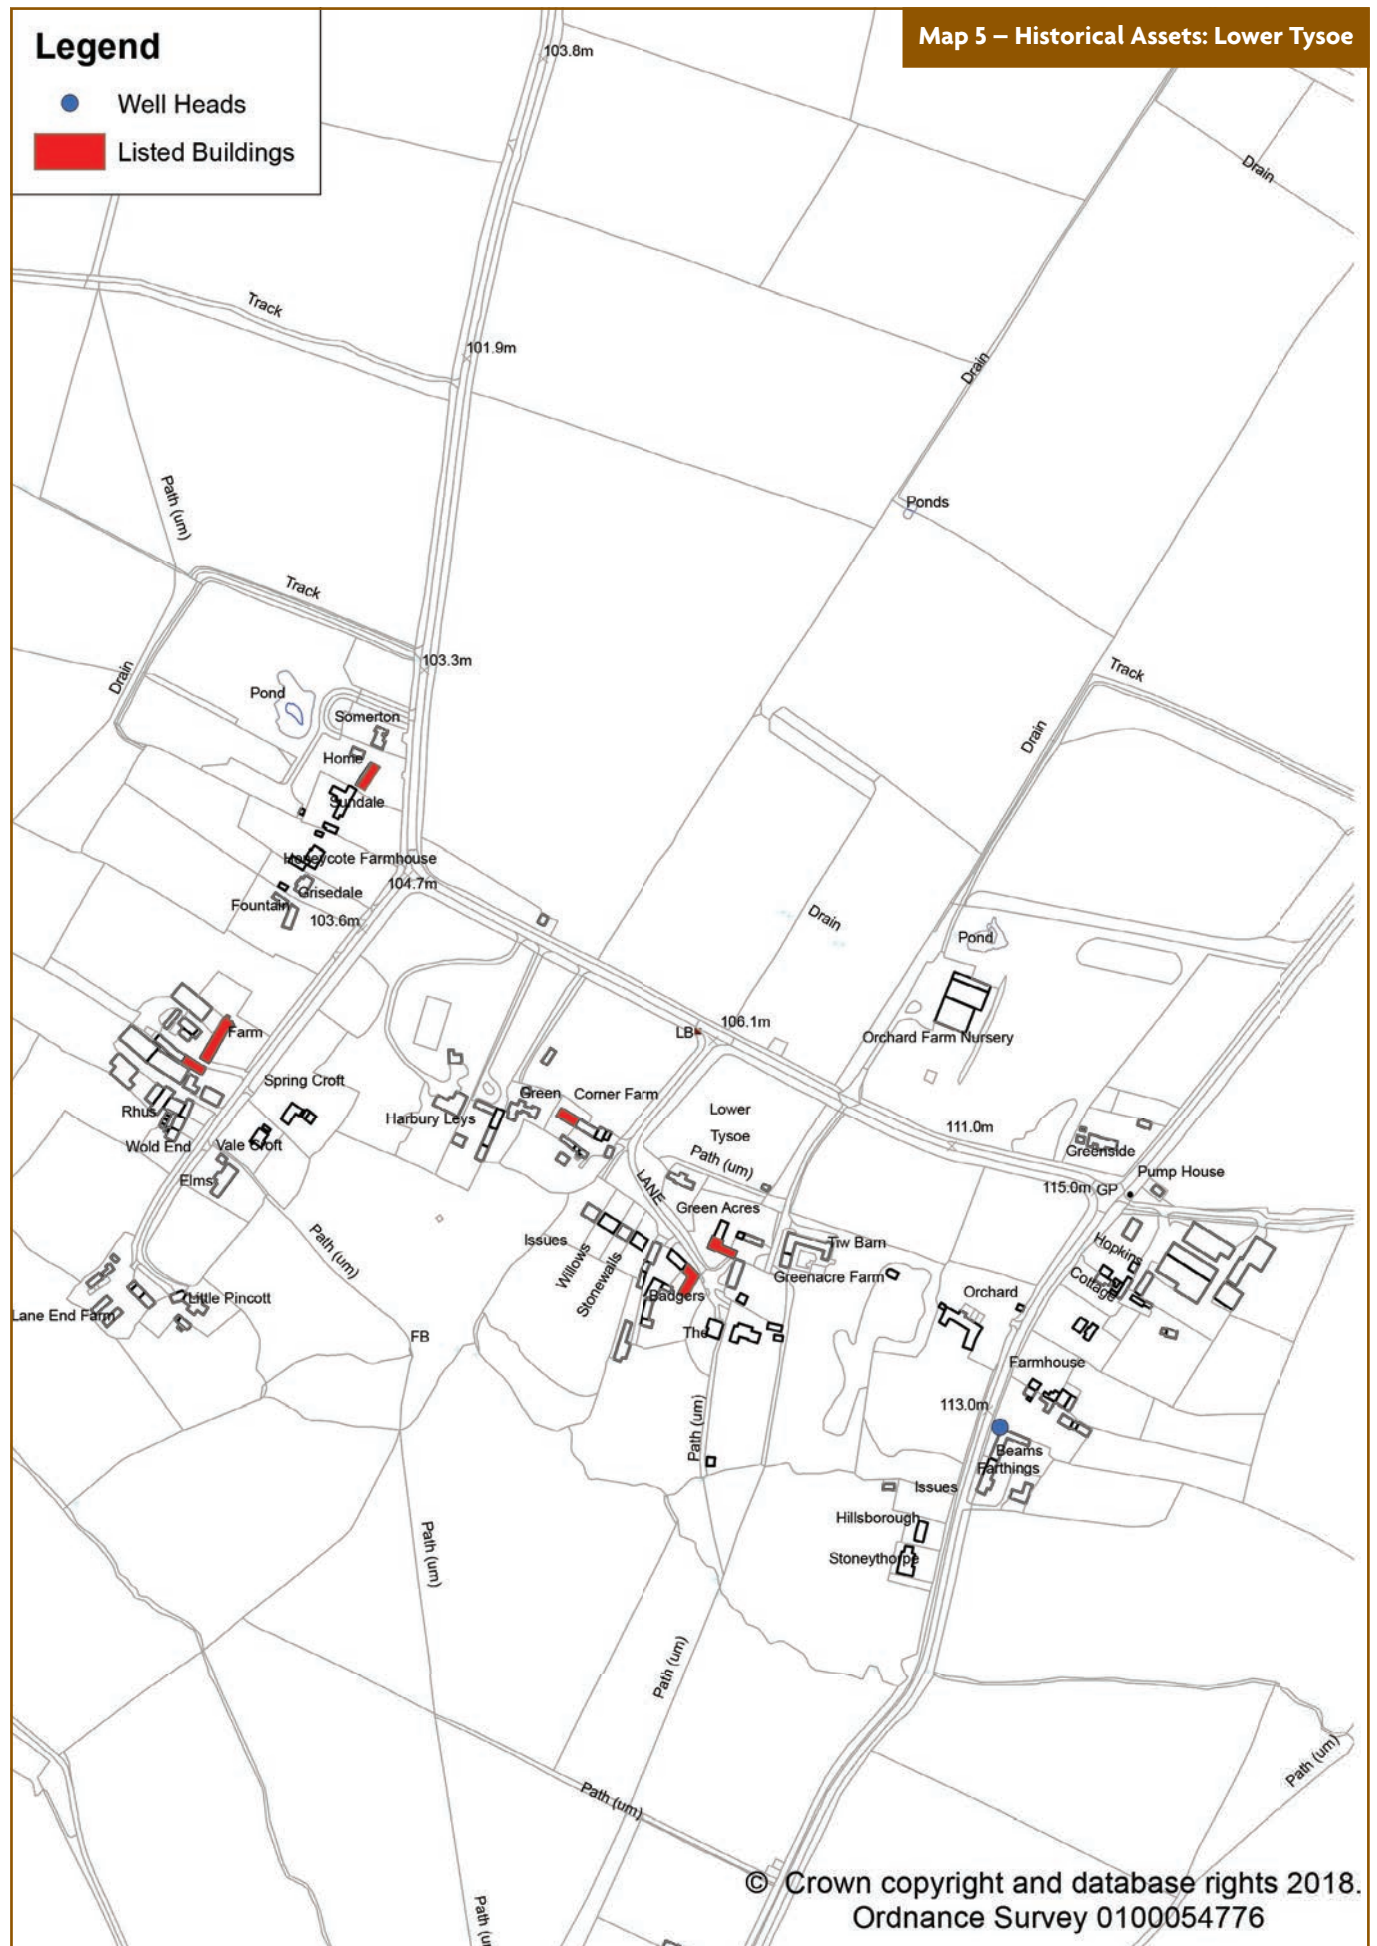 Map 5 – Historical Assets: Lower Tysoe
Legend
Well Heads
Listed Buildings
103.8m
Drain
Track
101.9m
Drain
Path (um)
Ponds
Track
103.3m
Drain
Track
Pond
Somerton
Drain
Home
Sundale
Honeycote Farmhouse
104.7m
Grisedale
Fountain
103.6m
Drain
Pond
Farm
LB
106.1m
Orchard Farm Nursery
Spring Croft
Green
Corner Farm
Rhus
Harbury Leys
Lower
Tysoe
111.0m
Wold End
Vale Croft
Path (um)
Greenside
Elms
LANE
115.0m
GP
Pump House
Green Acres
Path (um)
Issues
Willows
Stonewalls
Tiw Barn
Hopkins
Greenacre Farm
Cottage
Badgers
Orchard
Little Pincott
Lane End Farm
FB
The
Farmhouse
113.0m
Path (um)
Beams
Farthings
Issues
Hillsborough
Path (um)
Stoneythorpe
Path (um)
Path (um)
Path (um)
Path (u
© Crown copyright and database rights 2018.
Ordnance Survey 0100054776